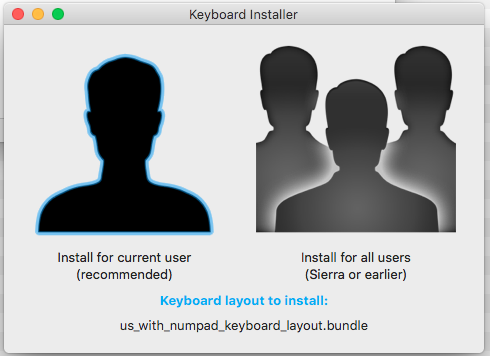 Keyboard Installer
Install for current user
(recommended)
Install for all users
(Sierra or earlier)
Keyboard layout to install:
us_with_numpad_keyboard_layout.bundle